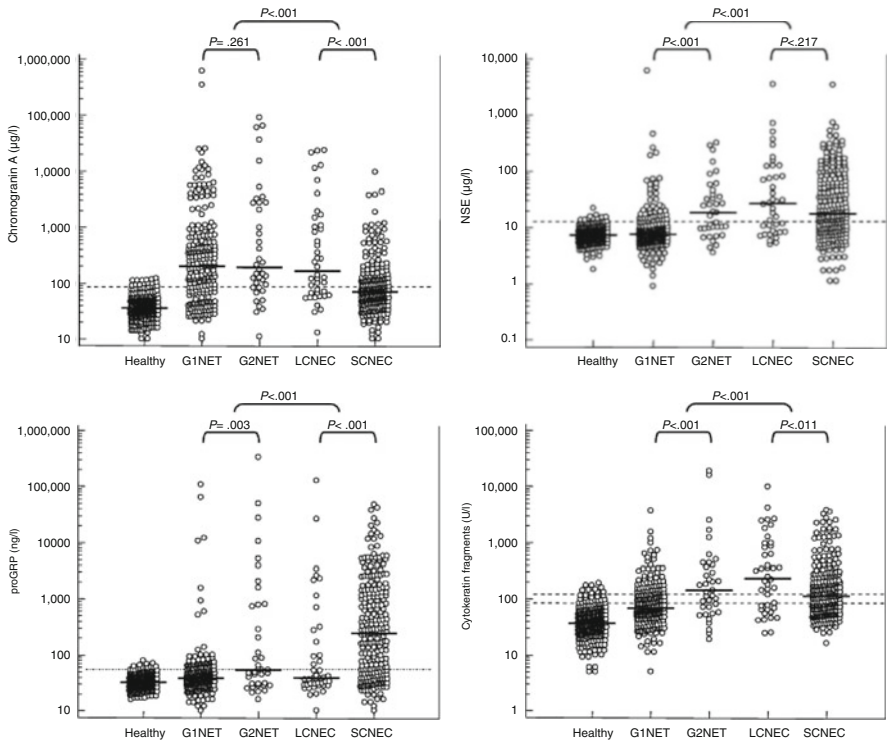 P<.001
P= .261
P< .001
1,000,000
100,000
1,0000
1,000
100
10
Chromogranin A (µg/l)
Healthy G1NET G2NET LCNEC SCNEC
P<.001
P<.001
P<.217
10,000
1,000
100
10
1
0.1
NSE (µg/l)
Healthy G1NET G2NET LCNEC SCNEC
P<.001
P= .003
P< .001
1,000,000
100,000
10000
1,000
100
10
proGRP (ng/l)
Healthy G1NET G2NET LCNEC SCNEC
P<.001
P<.001
P<.011
100,000
10,000
1,000
100
10
1
Cytokeratin fragments (U/l)
Healthy G1NET G2NET LCNEC SCNEC